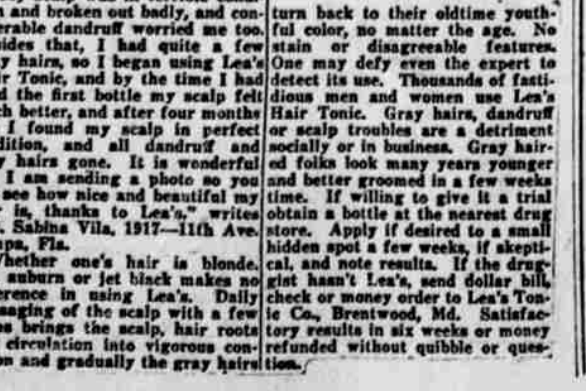 n and broken out badly, and con-
erable dandruff worried me too.
ides that, I had quite a few
y hairs, so I began using Lea's
r Tonic, and by the time I had
d the first bottle my scalp felt
ch better, and after four months
I found my scalp in perfect
dition, and all dandruff and
y hairs gone. It is wonderful
I am sending a photo so you
see how nice and beautiful my
is, thanks to Lea's," writes
. Sabina Vila, 1917—11th Ave.
pa, Fla.
hether one's hair is blonde,
auburn or jet black makes no
erence in using Lea's. Daily
saging of the scalp with a few
s brings the scalp, hair roots
circulation into vigorous con-
on and gradually the gray hairs
turn back to their oldtime youth-
ful color, no matter the age. No
stain or disagreeable features.
One may defy even the expert to
detect its use. Thousands of fasti-
dious men and women use Lea's
Hair Tonic. Gray hairs, dandruff
or scalp troubles are a detriment
socially or in business. Gray hair-
ed folks look many years younger
and better groomed in a few weeks
time. If willing to give it a trial
obtain a bottle at the nearest drug
store. Apply if desired to a small
hidden spot a few weeks, if skepti-
cal, and note results. If the drug-
gist hasn't Lea's, send dollar bill,
check or money order to Lea's Ton-
ic Co., Brentwood, Md. Satisfac-
tory results in six weeks or money
refunded without quibble or ques-
tion.